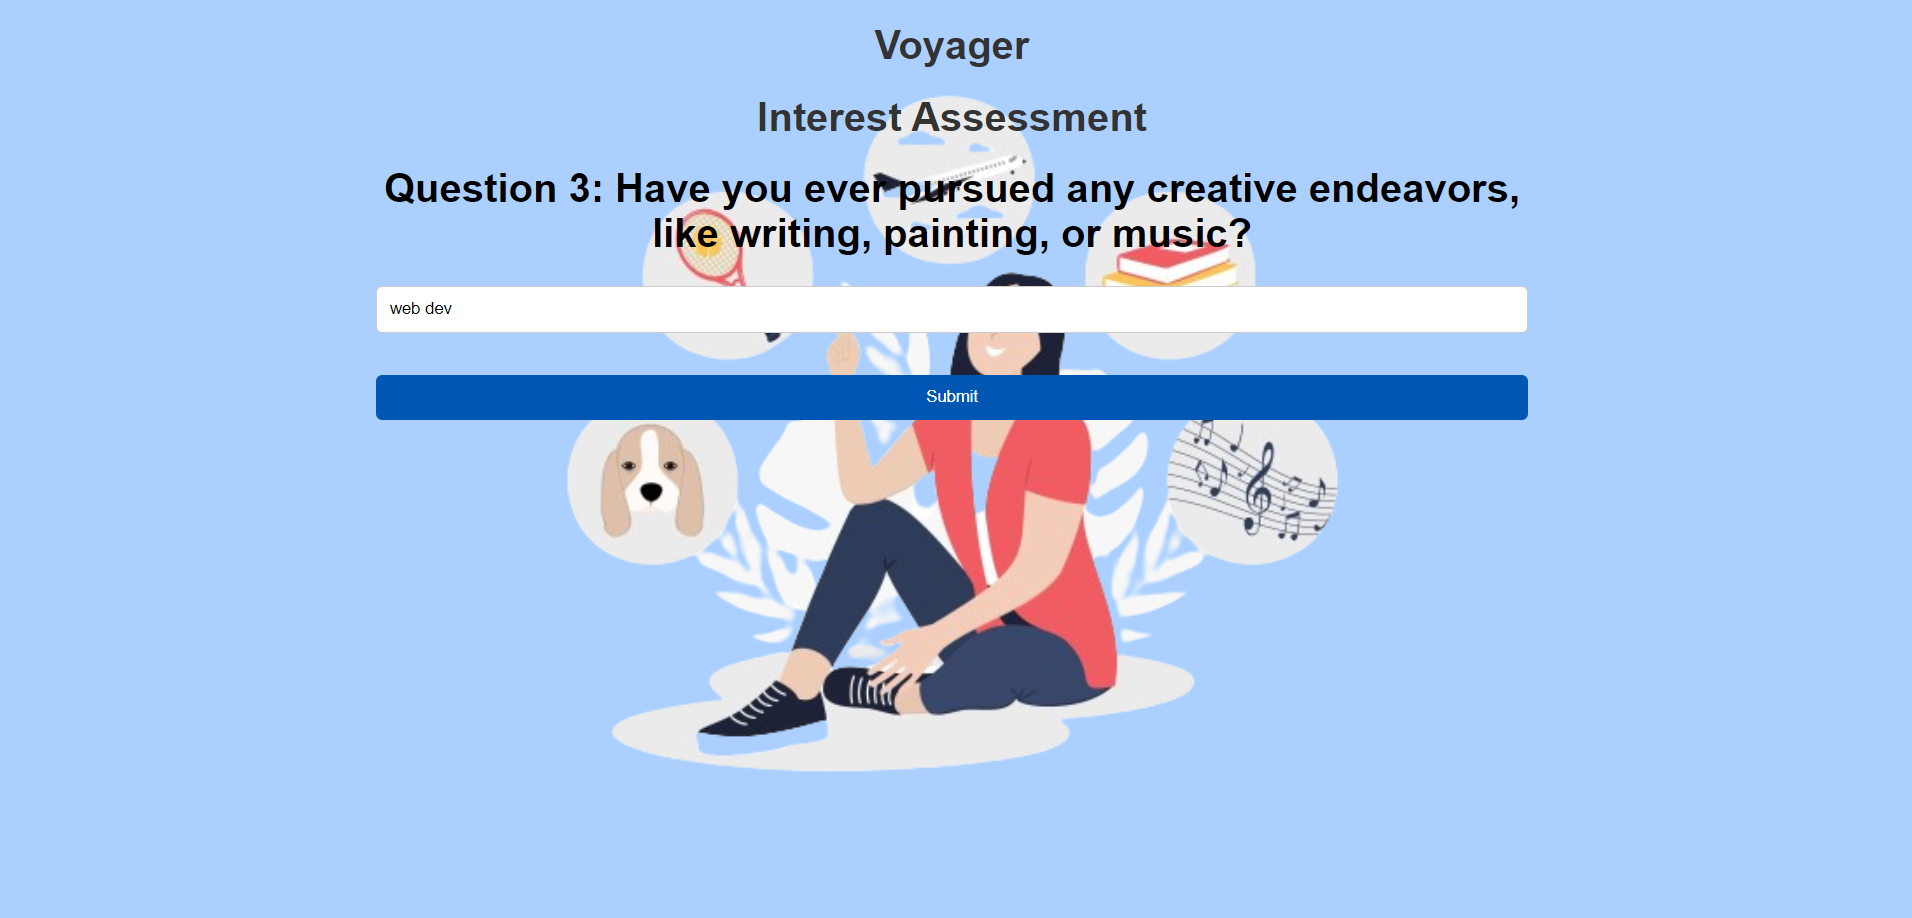 Voyager
Interest Assessment
Question 3: Have you ever pursued any creative endeavors,
like writing, painting, or music?
web dev
Submit